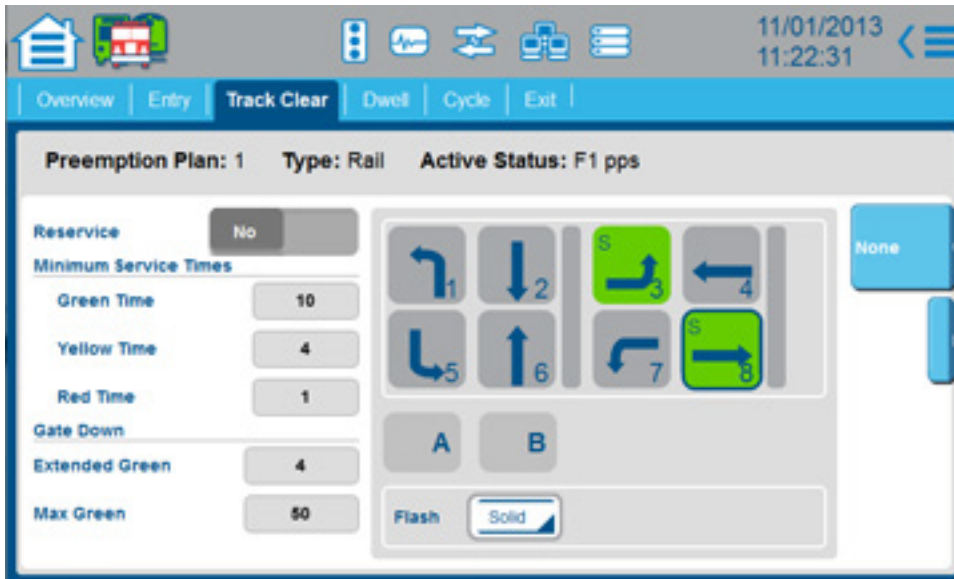 11/01/2013
11:22:31
Overview Entry Track Clear Dwell Cycle Exit
Preemption Plan: 1 Type: Rail Active Status: F1 pps
Reservice No
Minimum Service Times
Green Time 10
Yellow Time 4
Red Time 1
Gate Down
Extended Green 4
Max Green 50
1 2 S 3 4
5 6 7 S 8
A B
Flash Solid
None